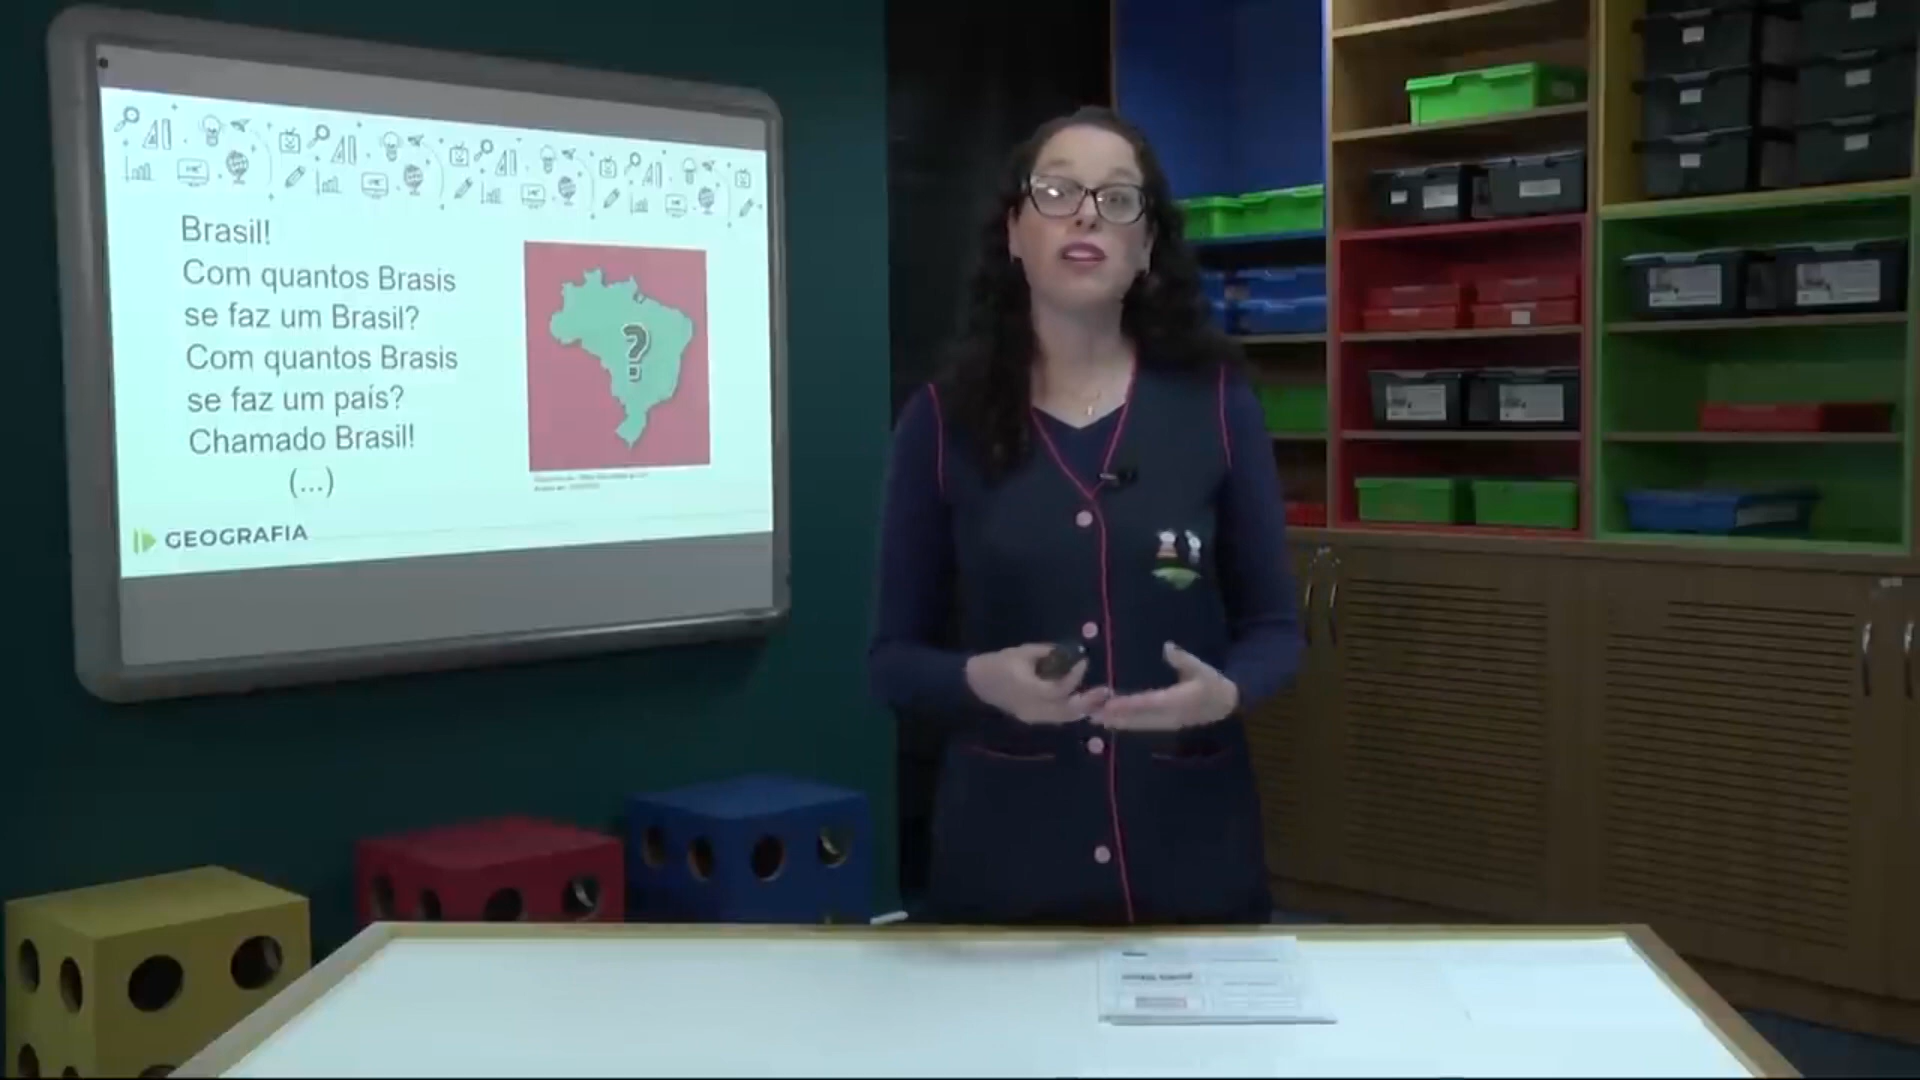 Brasil!
Com quantos Brasis
se faz um Brasil?
Com quantos Brasis
se faz um país?
Chamado Brasil!
(...)
?
GEOGRAFIA